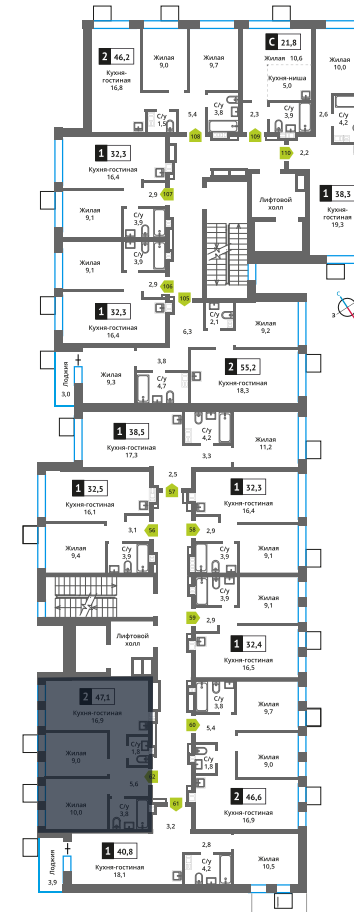 2 46,2
Кухня-
гостиная
16,8
Жилая
9,0
Жилая
9,7
С 21,8
Жилая 10,6
Кухня-ниша
5,0
Жилая
10,0
С/у
1,5
5,4
С/у
3,8
2,3
С/у
3,9
2,6
С/у
4,2
108
109
110
2,2
1 32,3
Кухня-гостиная
16,4
2,9
107
Лифтовой
холл
1 38,3
Кухня-
гостиная
19,3
Жилая
9,1
С/у
3,9
С/у
3,9
Жилая
9,1
2,9
106
105
1 32,3
Кухня-гостиная
16,4
С
З
6,3
С/у
2,1
Жилая
9,2
Лоджия
3,0
Жилая
9,3
3,8
С/у
4,7
2 55,2
Кухня-гостиная
18,3
1 38,5
Кухня-гостиная
17,3
С/у
4,2
3,3
Жилая
11,2
2,5
57
1 32,5
Кухня-гостиная
16,1
1 32,3
Кухня-гостиная
16,4
3,1
56
58
2,9
Жилая
9,4
С/у
3,9
С/у
3,9
Жилая
9,1
С/у
3,9
Жилая
9,1
59
2,9
Лифтовой
холл
1 32,4
Кухня-гостиная
16,5
2 47,1
Кухня-гостиная
16,9
С/у
3,8
Жилая
9,7
60
5,4
Жилая
9,0
С/у
1,8
С/у
1,8
Жилая
9,0
62
5,6
Жилая
10,0
С/у
3,8
61
2 46,6
Кухня-гостиная
16,9
3,2
Лоджия
3,9
1 40,8
Кухня-гостиная
18,1
2,8
С/у
4,2
Жилая
10,5